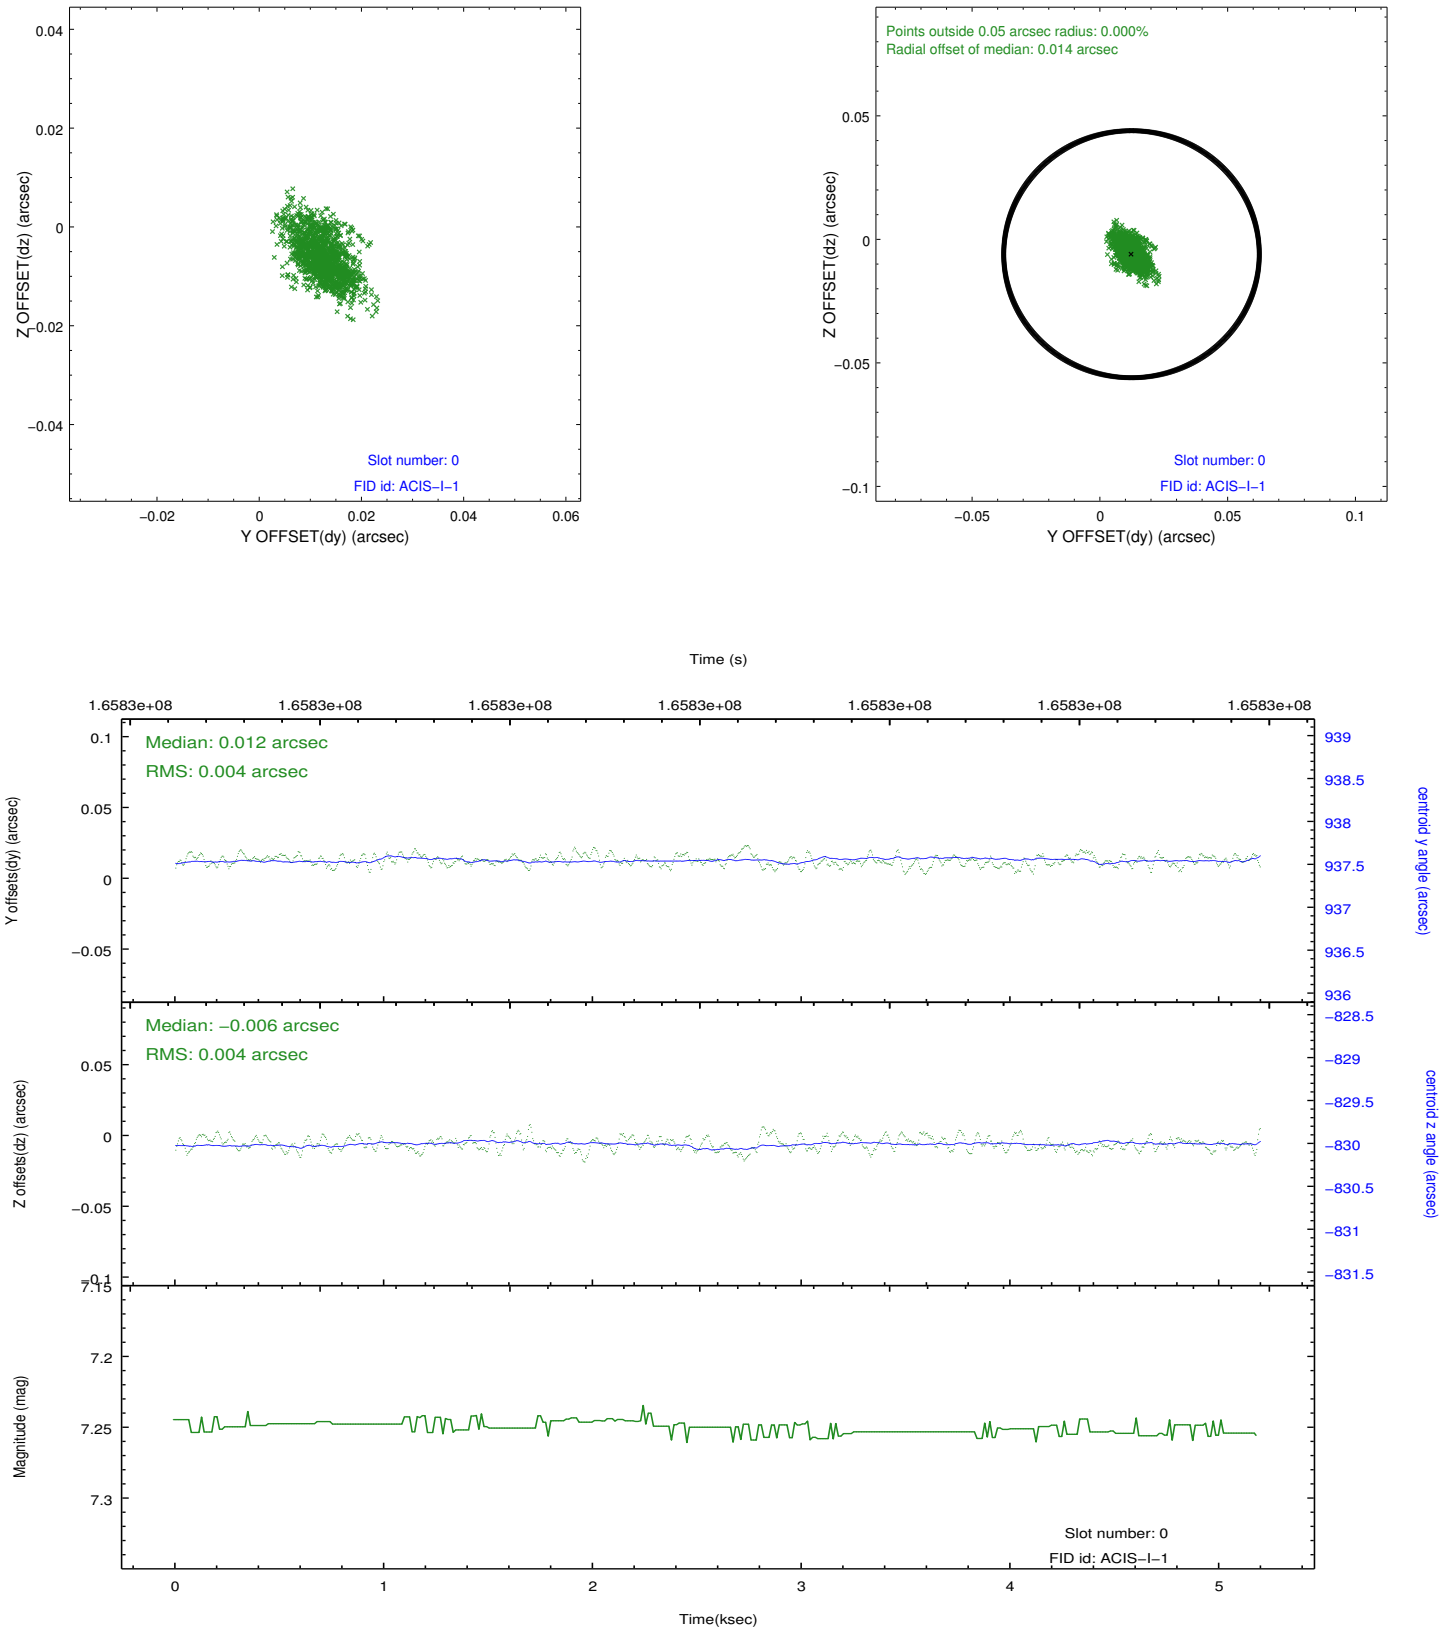 0.04
0.02
0
−0.02
−0.04
Z OFFSET(dz) (arcsec)
Slot number: 0
FID id: ACIS−I−1
−0.02 0 0.02 0.04 0.06
Y OFFSET(dy) (arcsec)
Points outside 0.05 arcsec radius: 0.000%
Radial offset of median: 0.014 arcsec
0.05
0
−0.05
−0.1
Z OFFSET(dz) (arcsec)
Slot number: 0
FID id: ACIS−I−1
−0.05 0 0.05 0.1
Y OFFSET(dy) (arcsec)
Time (s)
1.6583e+08 1.6583e+08 1.6583e+08 1.6583e+08 1.6583e+08 1.6583e+08 1.6583e+08
Median: 0.012 arcsec
RMS: 0.004 arcsec
0.1
0.05
0
−0.05
Y offsets(dy) (arcsec)
939
938.5
938
937.5
937
936.5
936
centroid y angle (arcsec)
Median: −0.006 arcsec
RMS: 0.004 arcsec
0.05
0
−0.05
−0.1
Z offsets(dz) (arcsec)
−828.5
−829
−829.5
−830
−830.5
−831
−831.5
centroid z angle (arcsec)
7.15
7.2
7.25
7.3
Magnitude (mag)
Slot number: 0
FID id: ACIS−I−1
0 1 2 3 4 5
Time(ksec)